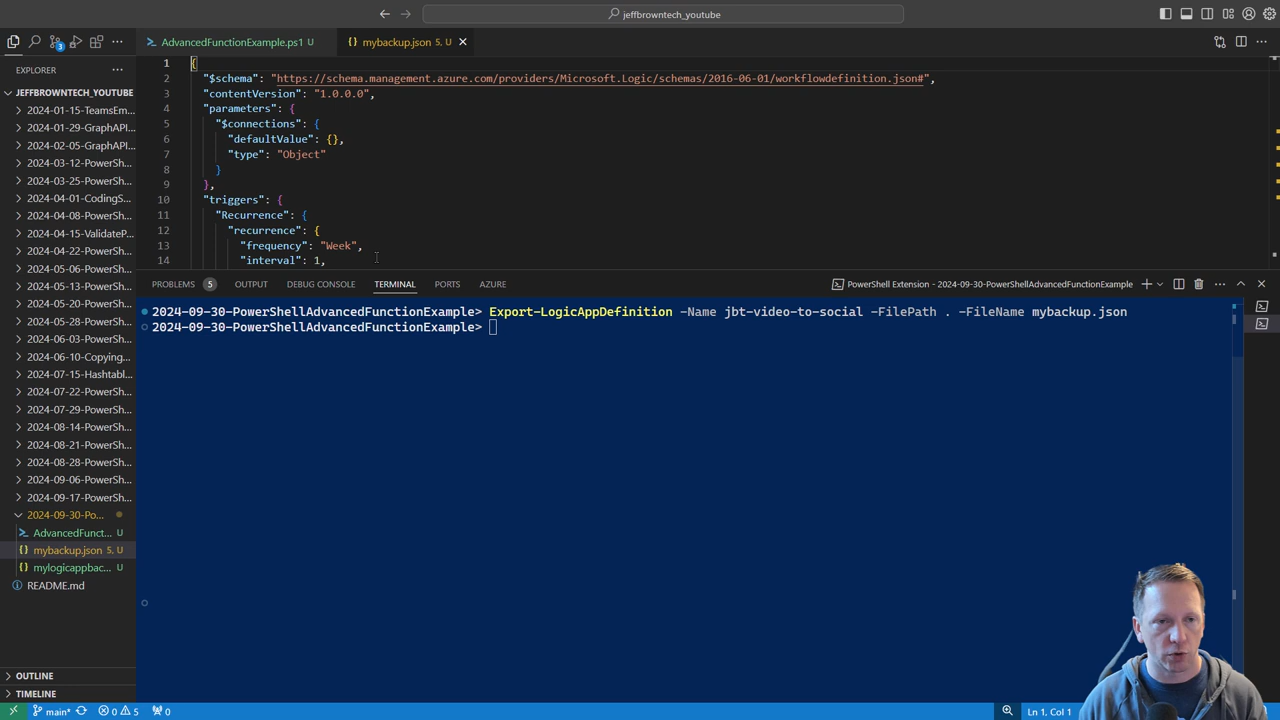 jeffbrowntech_youtube
AdvancedFunctionExample.ps1 U
mybackup.json 5, U
EXPLORER
JEFFBROWNTECH_YOUTUBE
2024-01-15-TeamsEm...
2024-01-29-GraphAPI...
2024-02-05-GraphAPI...
2024-03-12-PowerSh...
2024-03-25-PowerSh...
2024-04-01-CodingS...
2024-04-08-PowerSh...
2024-04-15-ValidateP...
2024-04-22-PowerSh...
2024-05-06-PowerSh...
2024-05-13-PowerSh...
2024-05-20-PowerSh...
2024-05-28-PowerSh...
2024-06-03-PowerSh...
2024-06-10-Copying...
2024-07-15-Hashtabl...
2024-07-22-PowerSh...
2024-07-29-PowerSh...
2024-08-14-PowerSh...
2024-08-21-PowerSh...
2024-08-28-PowerSh...
2024-09-06-PowerSh...
2024-09-17-PowerSh...
2024-09-30-Po...
AdvancedFunct... U
mybackup.json 5, U
mylogicappbac... U
README.md
OUTLINE
TIMELINE
1 {
2 "$schema": "https://schema.management.azure.com/providers/Microsoft.Logic/schemas/2016-06-01/workflowdefinition.json#",
3 "contentVersion": "1.0.0.0",
4 "parameters": {
5 "$connections": {
6 "defaultValue": {},
7 "type": "Object"
8 }
9 },
10 "triggers": {
11 "Recurrence": {
12 "recurrence": {
13 "frequency": "Week",
14 "interval": 1,
PROBLEMS 5 OUTPUT DEBUG CONSOLE TERMINAL PORTS AZURE
PowerShell Extension - 2024-09-30-PowerShellAdvancedFunctionExample
2024-09-30-PowerShellAdvancedFunctionExample> Export-LogicAppDefinition -Name jbt-video-to-social -FilePath . -FileName mybackup.json
2024-09-30-PowerShellAdvancedFunctionExample>
main* 0 5 0
Ln 1, Col 1